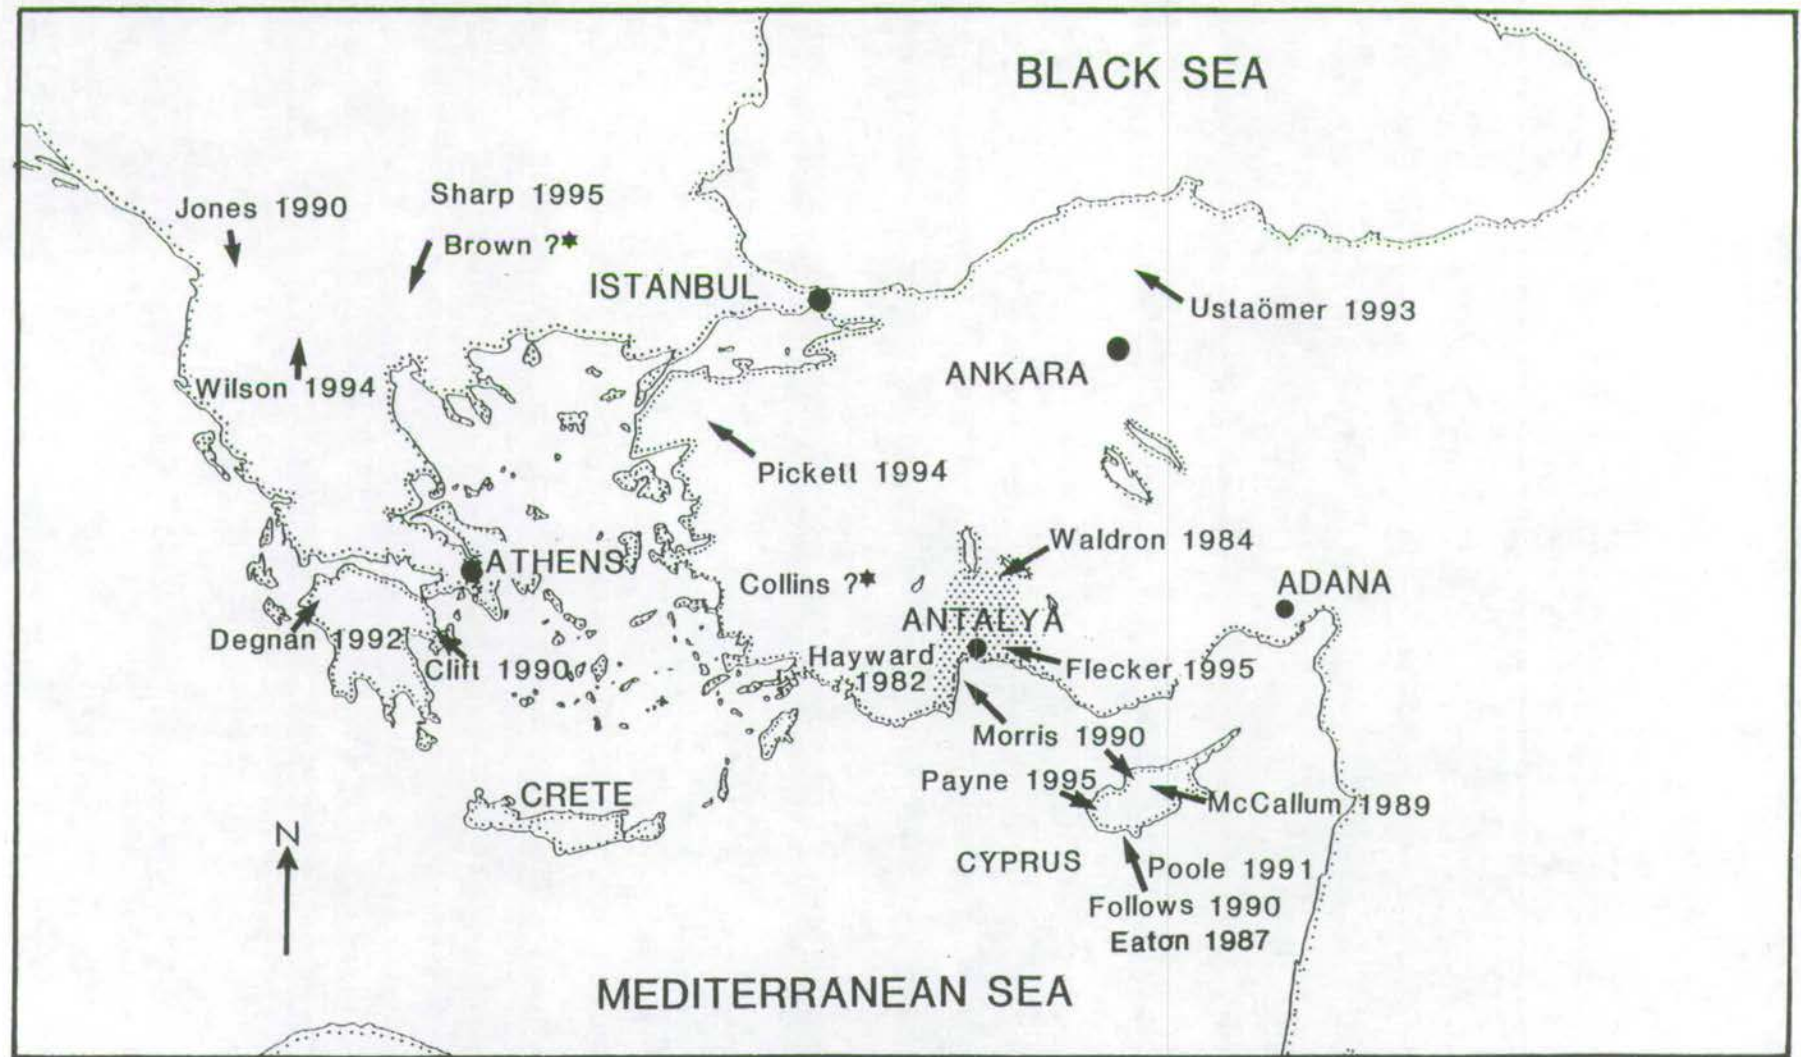 BLACK SEA
Jones 1990
Sharp 1995
Brown ?*
ISTANBUL
Ustaömer 1993
ANKARA
Wilson 1994
Pickett 1994
Waldron 1984
ATHENS
Collins ?*
ADANA
ANTALYA
Degnan 1992
Clift 1990
Hayward
1982
Flecker 1995
Morris 1990
Payne 1995
CRETE
McCallum 1989
N
CYPRUS
Poole 1991
Follows 1990
Eaton 1987
MEDITERRANEAN SEA